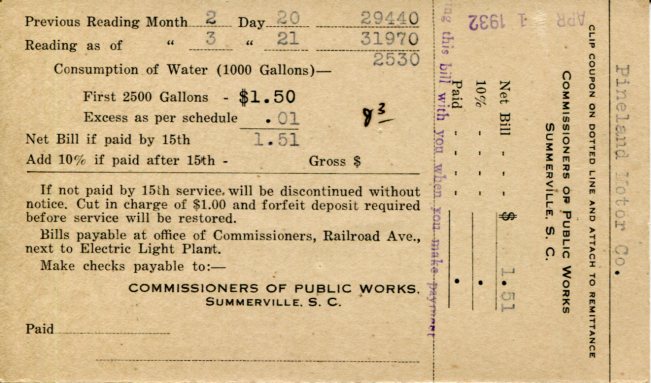 Previous Reading Month 2 Day 20 29440
Reading as of " 3 " 21 31970
2530
Consumption of Water (1000 Gallons)—
First 2500 Gallons - $1.50
Excess as per schedule .01
Net Bill if paid by 15th 1.51
Add 10% if paid after 15th - Gross $
If not paid by 15th service will be discontinued without
notice. Cut in charge of $1.00 and forfeit deposit required
before service will be restored.
Bills payable at office of Commissioners, Railroad Ave.,
next to Electric Light Plant.
Make checks payable to:—
COMMISSIONERS OF PUBLIC WORKS,
SUMMERVILLE, S. C.
Paid
APR 1 1932
this bill with you when you make payment
Pineland Motor Co.
CLIP COUPON ON DOTTED LINE AND ATTACH TO REMITTANCE
COMMISSIONERS OF PUBLIC WORKS
SUMMERVILLE, S. C.
Net Bill - - $ 1.51
10% - - - .
Paid - - - .